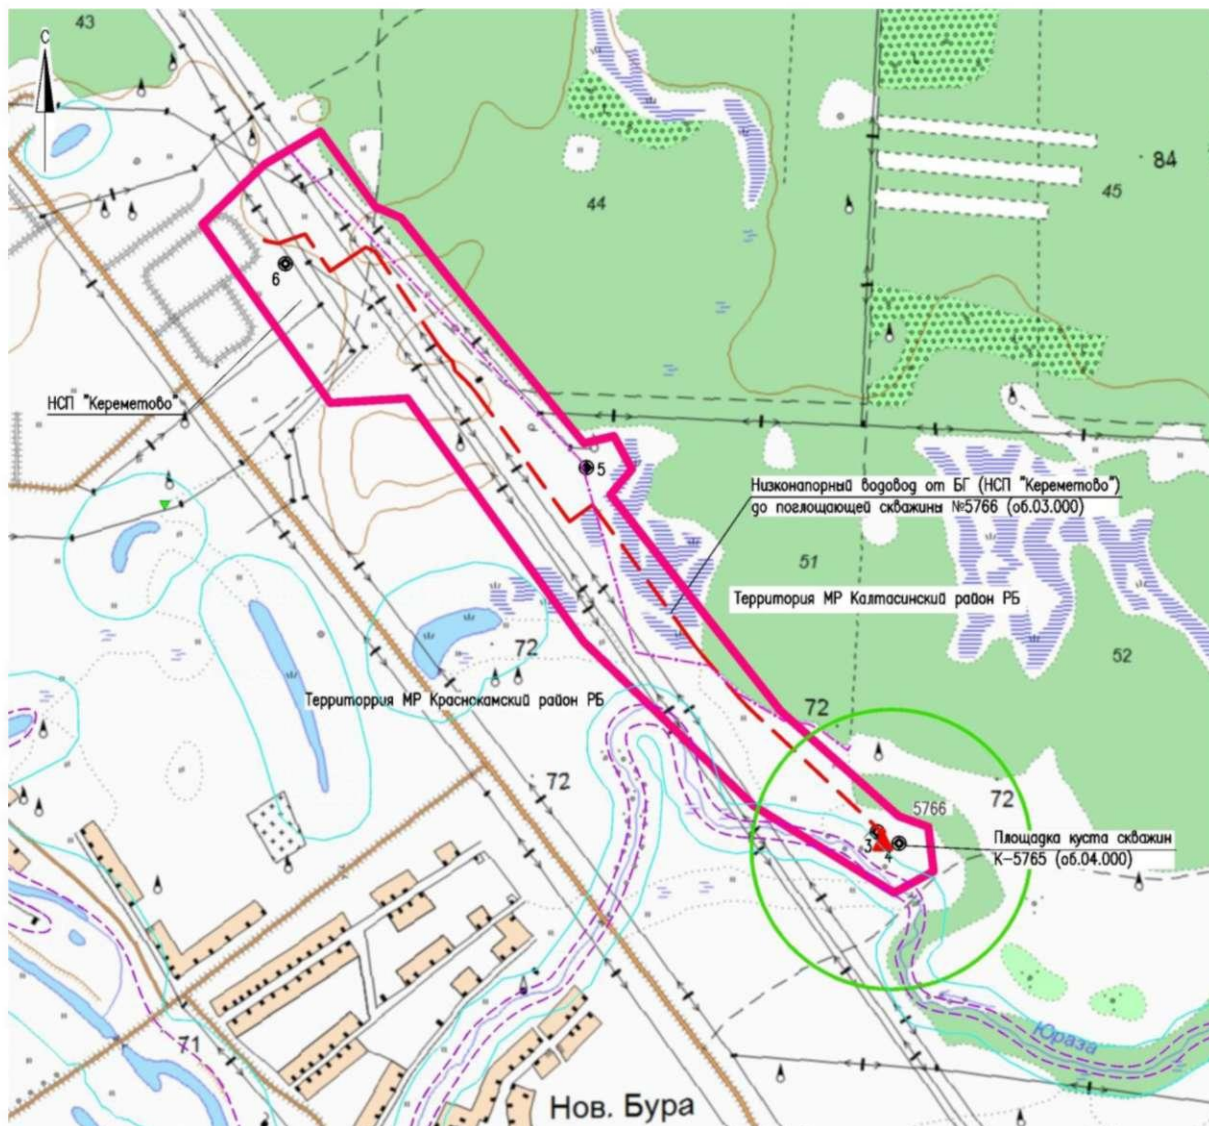 43
С
84
45
44
6
НСП "Кереметово"
5
Низконапорный водовод от БГ (НСП "Кереметово")
до поглощающей скважины №5766 (об.03.000)
51
Территория МР Калтасинский район РБ
72
52
Территоррия МР Краснокамский район РБ
72
72
72
5766
3
4
Площадка куста скважин
К-5765 (об.04.000)
71
Юраза
Нов. Бура